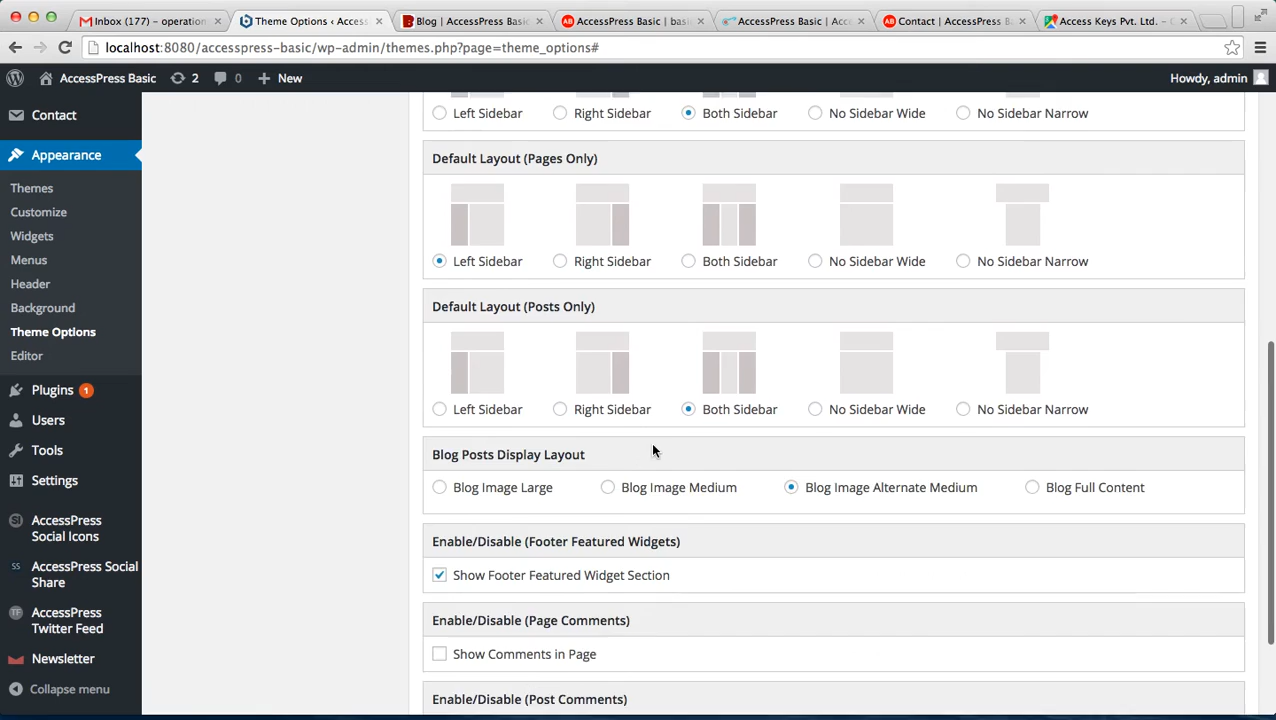 Inbox (177) – operation
Theme Options ‹ Access
Blog | AccessPress Basic
AccessPress Basic | basi
AccessPress Basic | Acce
Contact | AccessPress B
Access Keys Pvt. Ltd. –
localhost:8080/accesspress-basic/wp-admin/themes.php?page=theme_options#
AccessPress Basic 2 0 New Howdy, admin
Contact
Appearance
Themes
Customize
Widgets
Menus
Header
Background
Theme Options
Editor
Plugins 1
Users
Tools
Settings
SI AccessPress
Social Icons
SS AccessPress Social
Share
TF AccessPress
Twitter Feed
Newsletter
Collapse menu
Left Sidebar Right Sidebar Both Sidebar No Sidebar Wide No Sidebar Narrow
Default Layout (Pages Only)
Left Sidebar Right Sidebar Both Sidebar No Sidebar Wide No Sidebar Narrow
Default Layout (Posts Only)
Left Sidebar Right Sidebar Both Sidebar No Sidebar Wide No Sidebar Narrow
Blog Posts Display Layout
Blog Image Large Blog Image Medium Blog Image Alternate Medium Blog Full Content
Enable/Disable (Footer Featured Widgets)
Show Footer Featured Widget Section
Enable/Disable (Page Comments)
Show Comments in Page
Enable/Disable (Post Comments)